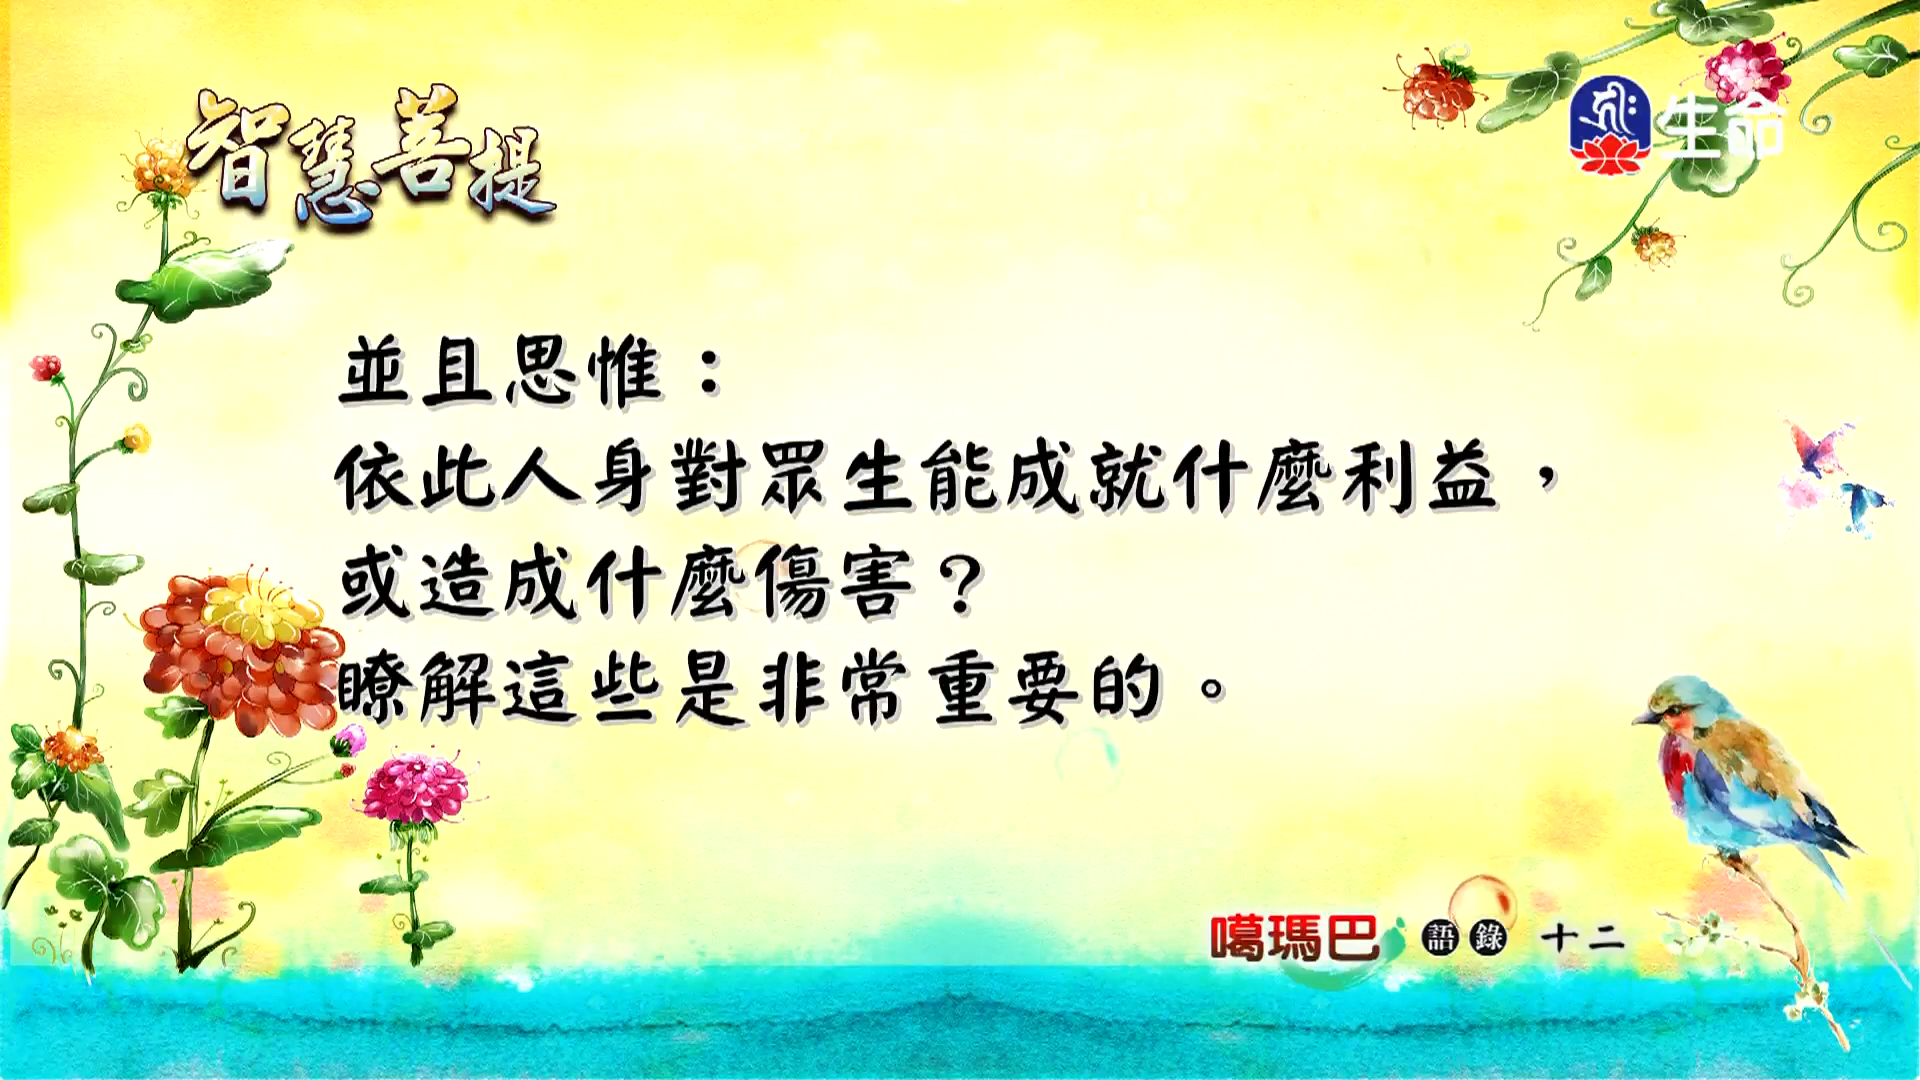 智慧菩提
生命
並且思惟：
依此人身對眾生能成就什麼利益，
或造成什麼傷害？
瞭解這些是非常重要的。
噶瑪巴 語錄 十二